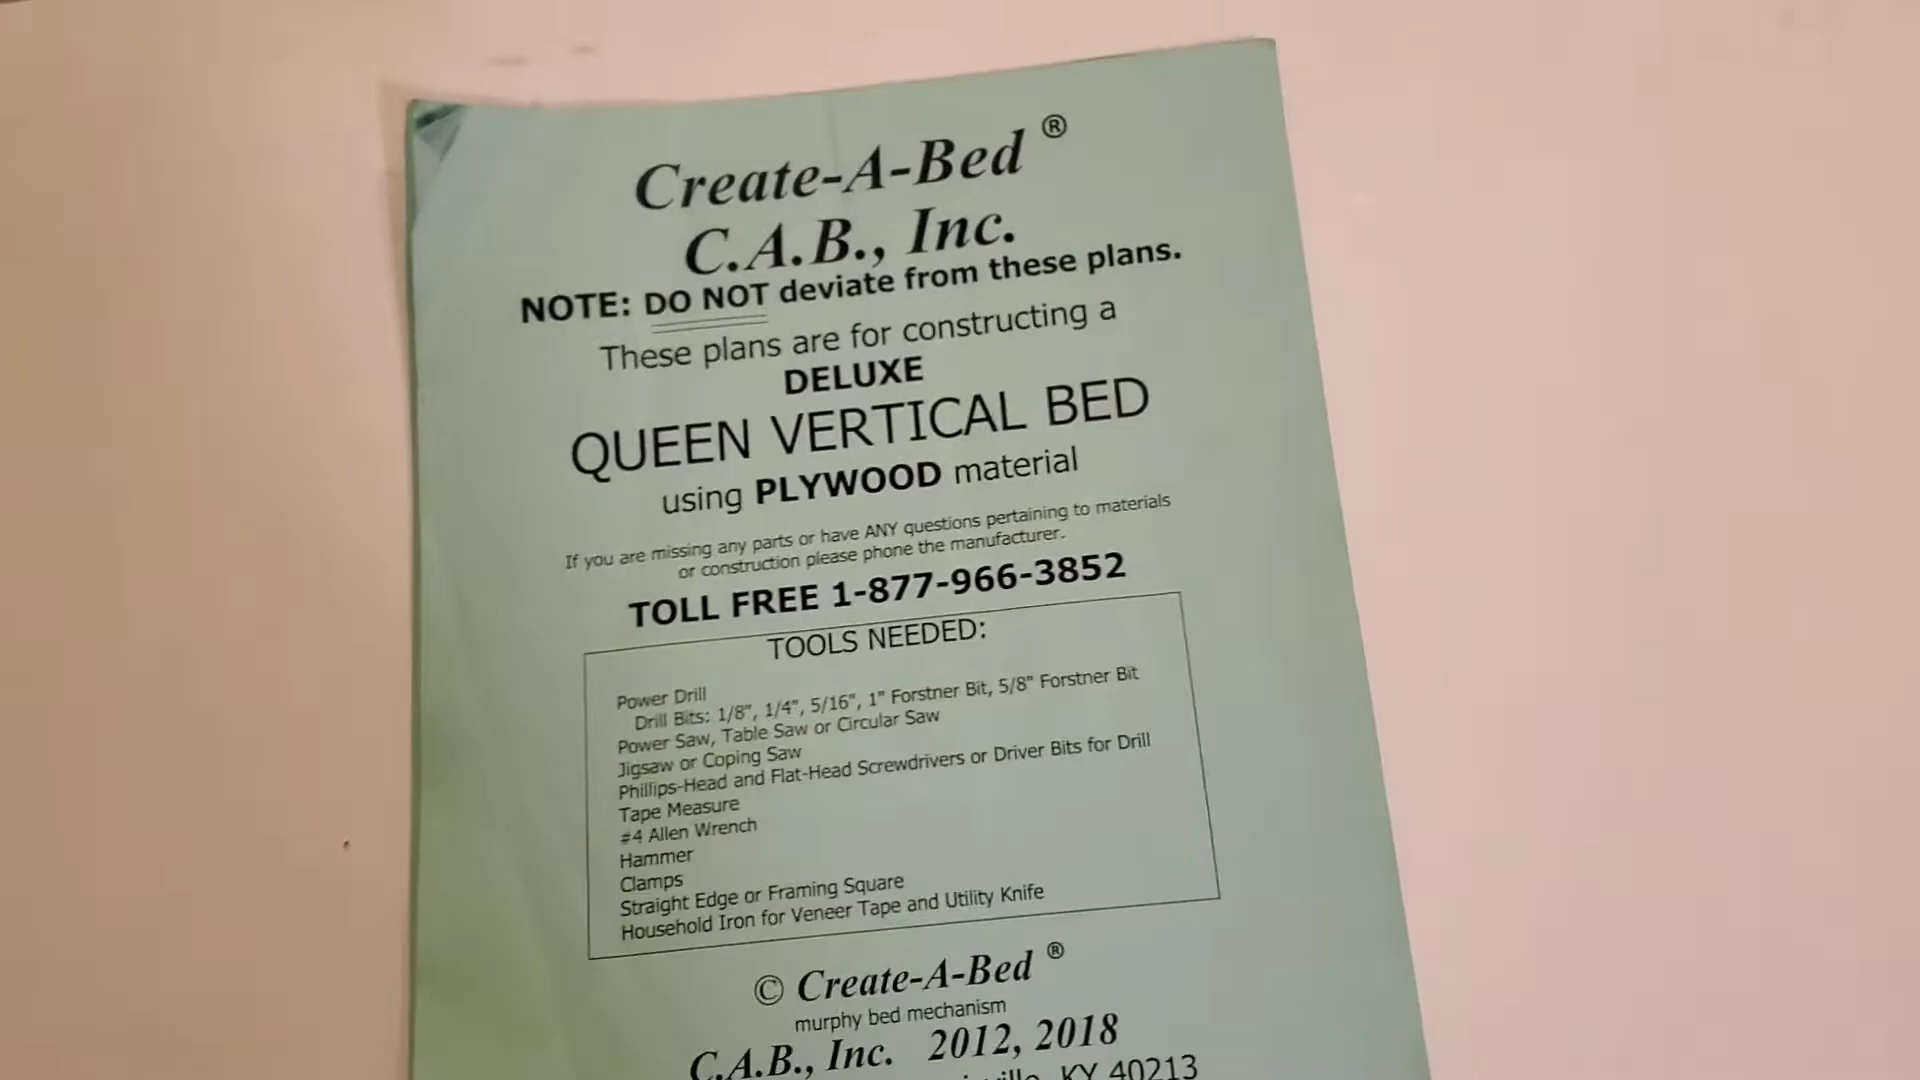 Create-A-Bed ®
C.A.B., Inc.
NOTE: DO NOT deviate from these plans.
These plans are for constructing a
DELUXE
QUEEN VERTICAL BED
using PLYWOOD material
If you are missing any parts or have ANY questions pertaining to materials
or construction please phone the manufacturer.
TOLL FREE 1-877-966-3852
TOOLS NEEDED:
Power Drill
Drill Bits: 1/8", 1/4", 5/16", 1" Forstner Bit, 5/8" Forstner Bit
Power Saw, Table Saw or Circular Saw
Jigsaw or Coping Saw
Phillips-Head and Flat-Head Screwdrivers or Driver Bits for Drill
Tape Measure
#4 Allen Wrench
Hammer
Clamps
Straight Edge or Framing Square
Household Iron for Veneer Tape and Utility Knife
© Create-A-Bed ®
murphy bed mechanism
C.A.B., Inc. 2012, 2018
KY 40213